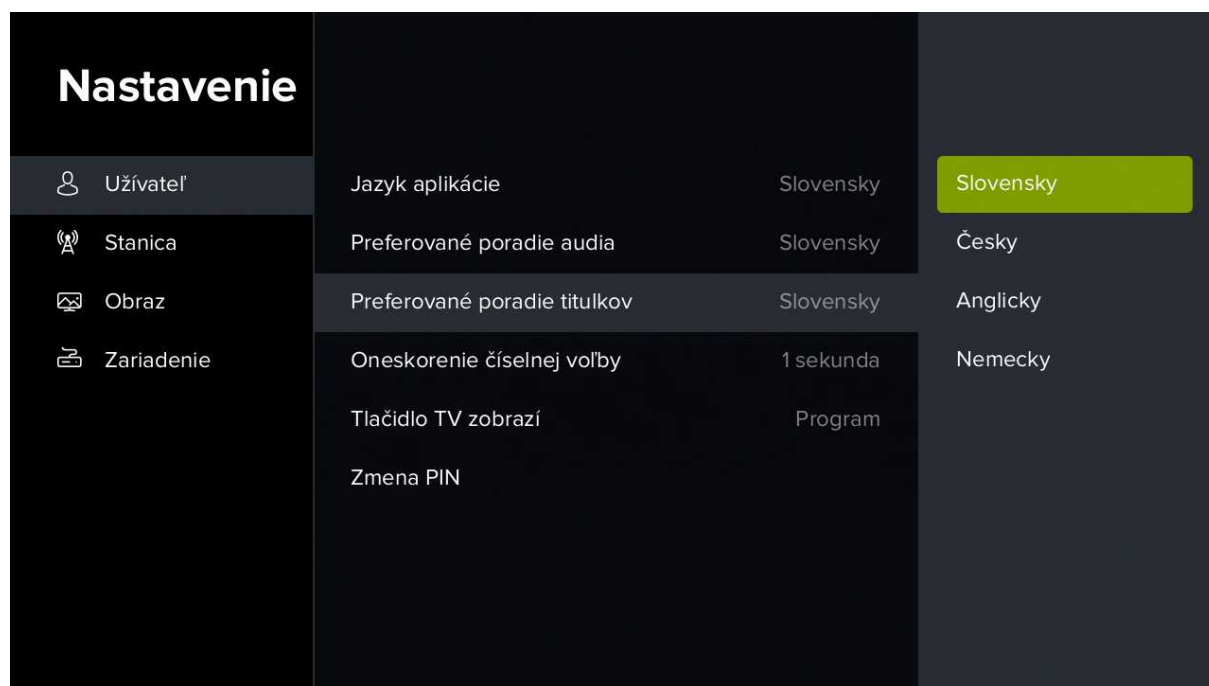 Nastavenie
Užívateľ
Stanica
Obraz
Zariadenie
Jazyk aplikácie Slovensky
Preferované poradie audia Slovensky
Preferované poradie titulkov Slovensky
Oneskorenie číselnej voľby 1 sekunda
Tlačidlo TV zobrazí Program
Zmena PIN
Slovensky
Česky
Anglicky
Nemecky